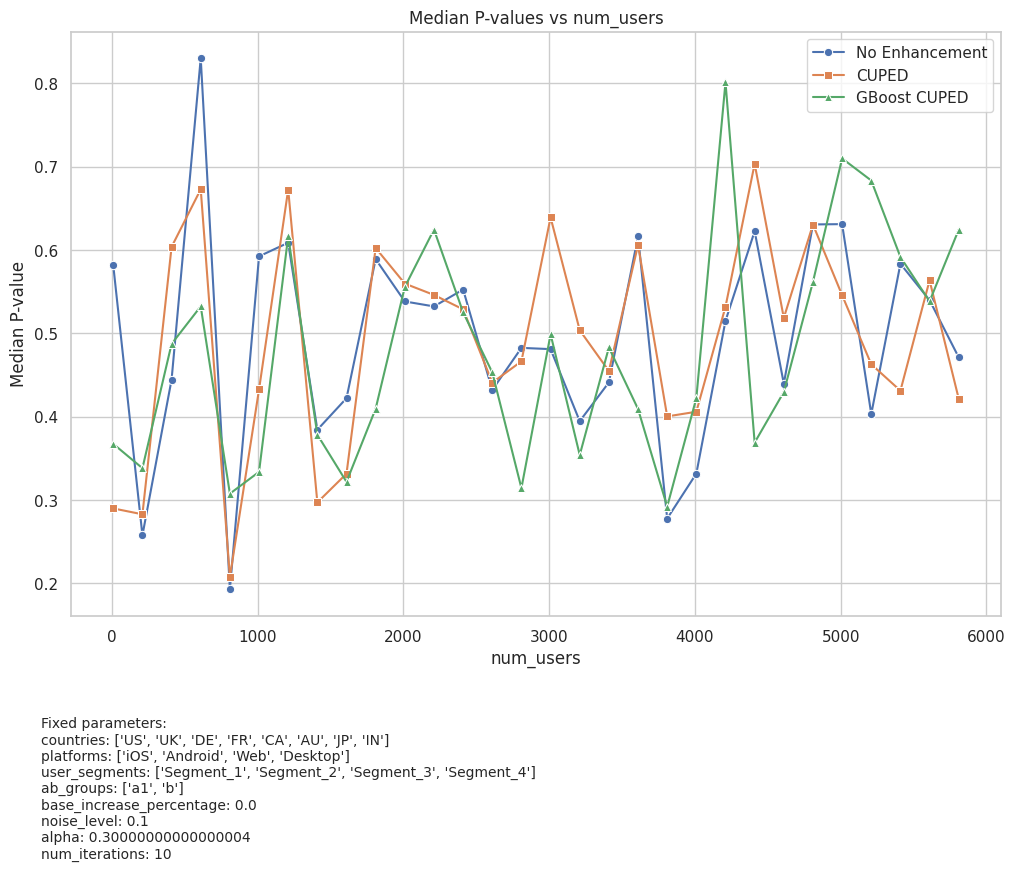 Median P-values vs num_users
No Enhancement
CUPED
GBoost CUPED
Median P-value
0.8
0.7
0.6
0.5
0.4
0.3
0.2
0
1000
2000
3000
4000
5000
6000
num_users
Fixed parameters:
countries: ['US', 'UK', 'DE', 'FR', 'CA', 'AU', 'JP', 'IN']
platforms: ['iOS', 'Android', 'Web', 'Desktop']
user_segments: ['Segment_1', 'Segment_2', 'Segment_3', 'Segment_4']
ab_groups: ['a1', 'b']
base_increase_percentage: 0.0
noise_level: 0.1
alpha: 0.30000000000000004
num_iterations: 10